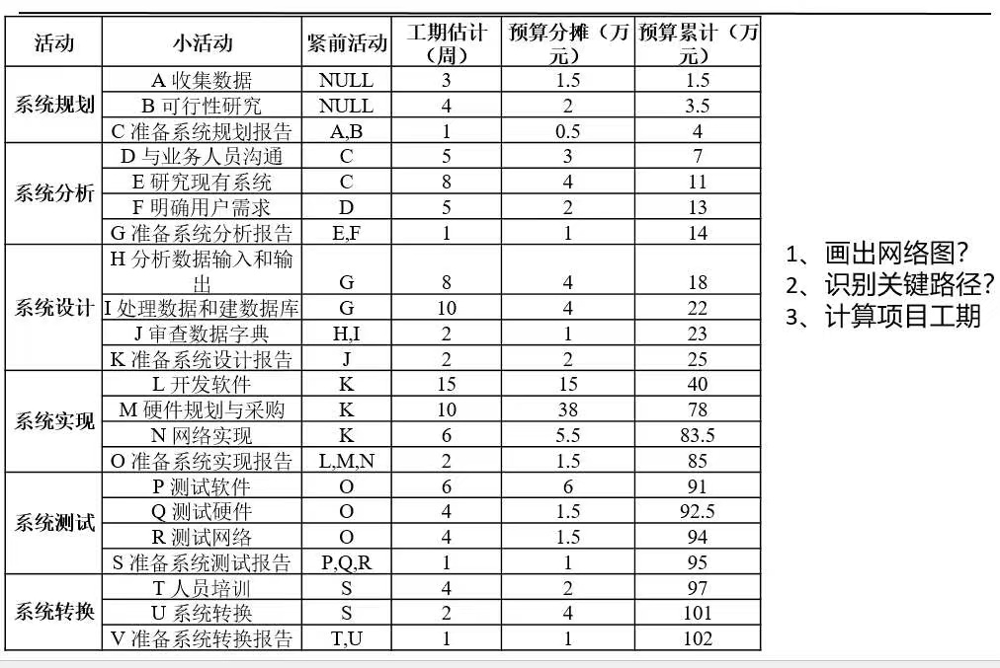 活动 小活动 紧前活动 工期估计（周） 预算分摊（万元） 预算累计（万元）
系统规划 A 收集数据 NULL 3 1.5 1.5
B 可行性研究 NULL 4 2 3.5
C 准备系统规划报告 A,B 1 0.5 4
系统分析 D 与业务人员沟通 C 5 3 7
E 研究现有系统 C 8 4 11
F 明确用户需求 D 5 2 13
G 准备系统分析报告 E,F 1 1 14
系统设计 H 分析数据输入和输出 G 8 4 18
I 处理数据和建数据库 G 10 4 22
J 审查数据字典 H,I 2 1 23
K 准备系统设计报告 J 2 2 25
系统实现 L 开发软件 K 15 15 40
M 硬件规划与采购 K 10 38 78
N 网络实现 K 6 5.5 83.5
O 准备系统实现报告 L,M,N 2 1.5 85
系统测试 P 测试软件 O 6 6 91
Q 测试硬件 O 4 1.5 92.5
R 测试网络 O 4 1.5 94
S 准备系统测试报告 P,Q,R 1 1 95
系统转换 T 人员培训 S 4 2 97
U 系统转换 S 2 4 101
V 准备系统转换报告 T,U 1 1 102
1、画出网络图？
2、识别关键路径？
3、计算项目工期